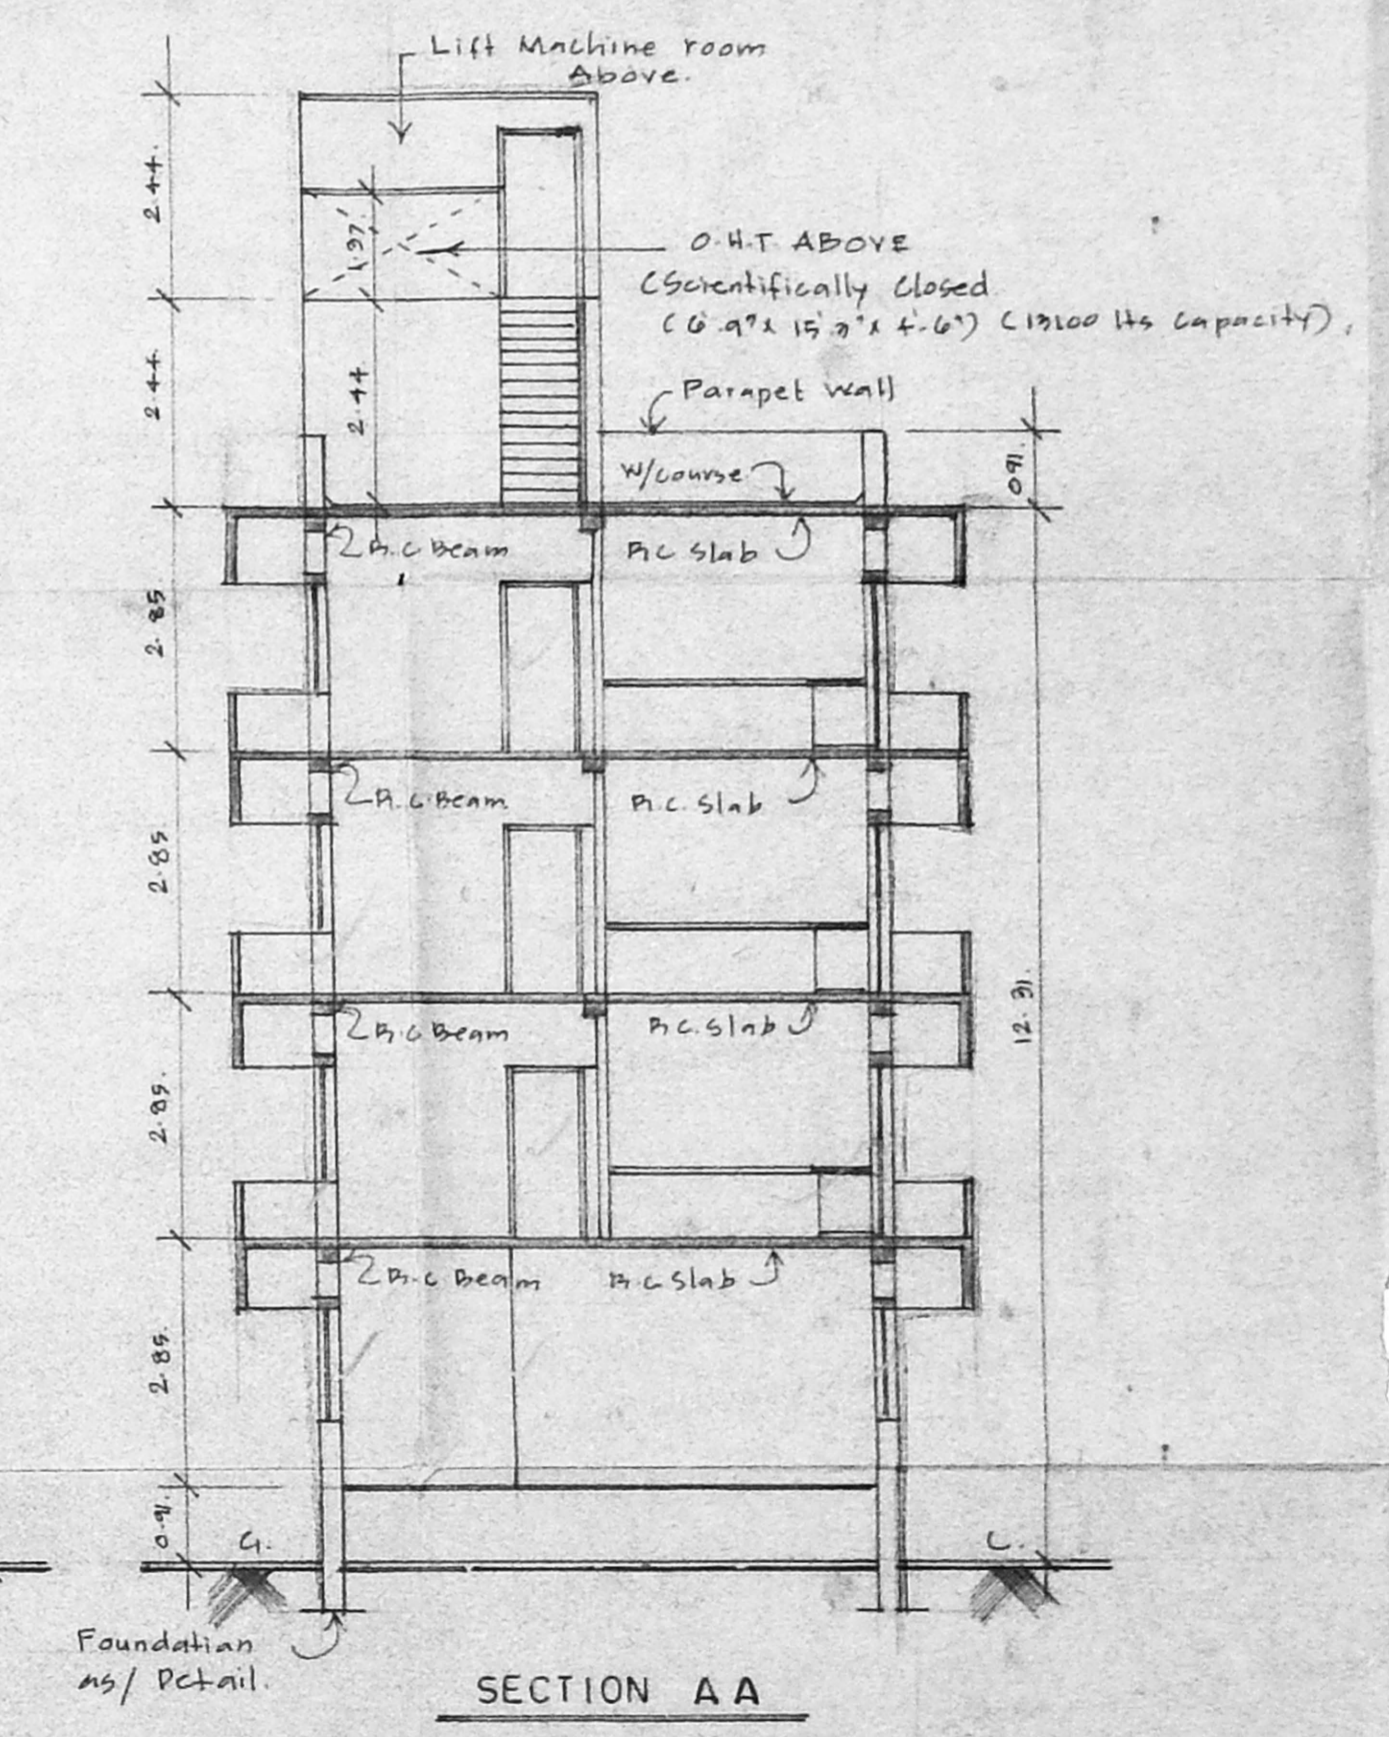 Lift Machine room
Above.
2.44.
1.37.
O.H.T ABOVE
(Scientifically Closed
(6'.9"x 15'.3"x 4'-6") (13100 lts Capacity).
2.44
2.44
Parapet Wall
W/course
0.91.
R.C Beam
R.C Slab
2.85
R.C.Beam
R.C. Slab
2.85
R.C Beam
R.C. Slab
12.31.
2.85.
R.C Beam
R.C Slab
2.85.
0.91.
G.
L.
Foundation
as/ Detail.
SECTION AA